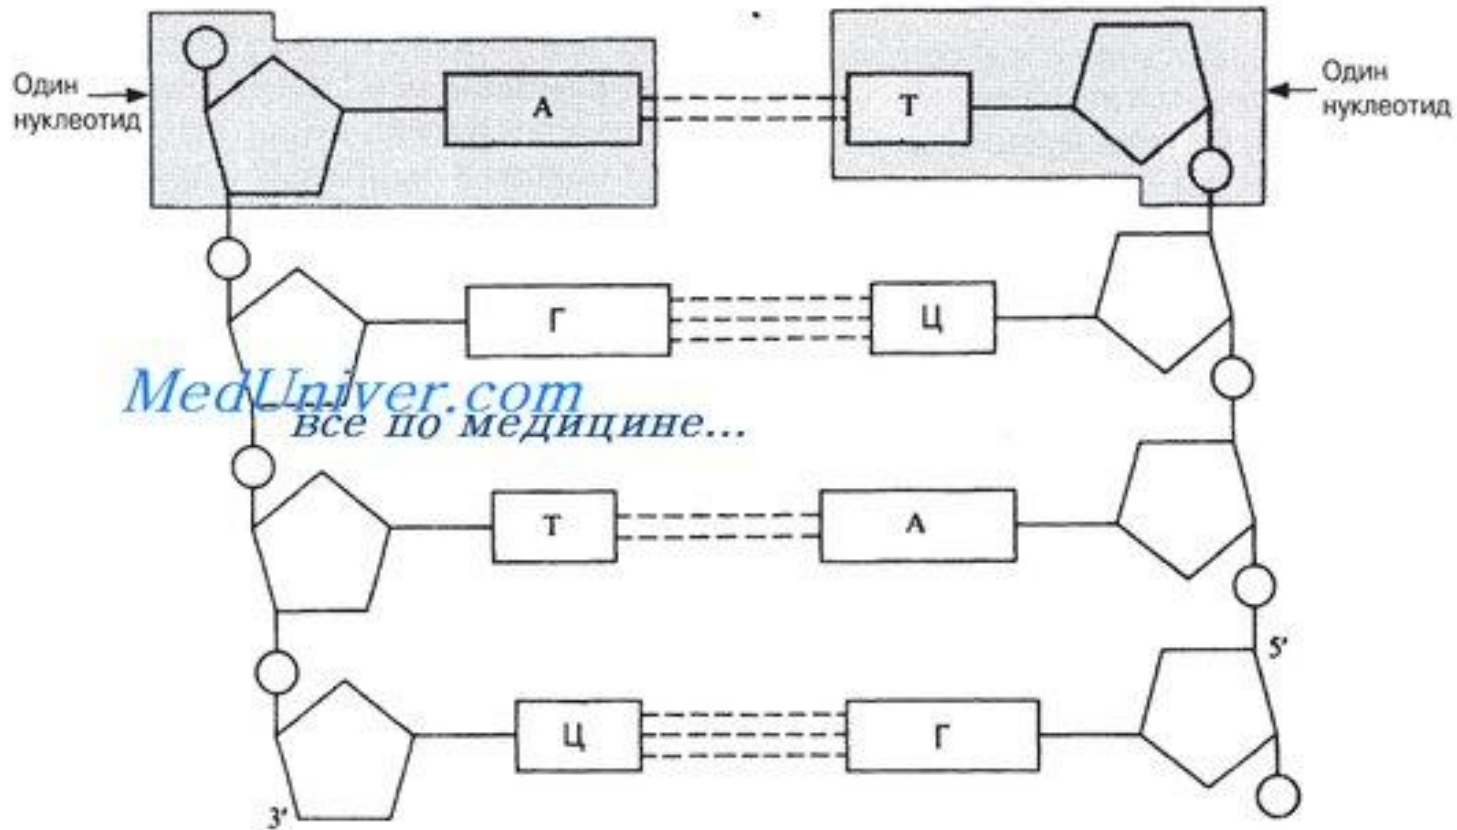 Один
нуклеотид
А
Т
Один
нуклеотид
Г
Ц
MedUniver.com
все по медицине...
Т
А
5'
Ц
Г
3'